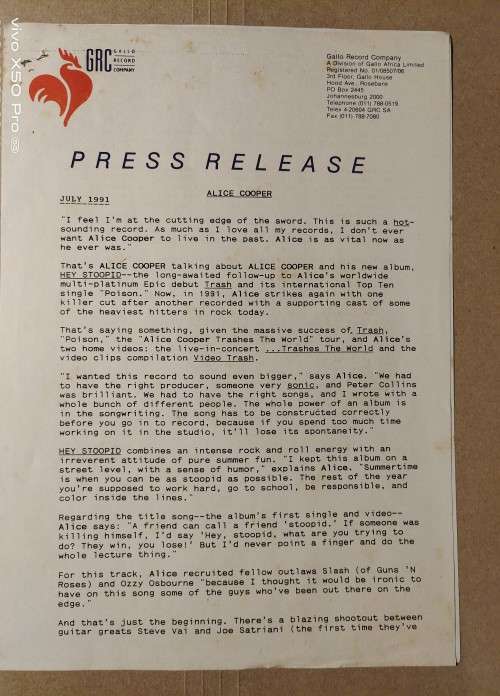 GRC GALLO
RECORD
COMPANY
Gallo Record Company
A Division of Gallo Africa Limited
Registered No. 01/08507/06
3rd Floor, Gallo House
Hood Ave. Rosebank
PO Box 2445
Johannesburg 2000
Telephone (011) 788-0519
Telex 4-20604 GRC SA
Fax (011) 788-7080
PRESS RELEASE
ALICE COOPER
JULY 1991
"I feel I'm at the cutting edge of the sword. This is such a hot-
sounding record. As much as I love all my records, I don't ever
want Alice Cooper to live in the past. Alice is as vital now as
he ever was."
That's ALICE COOPER talking about ALICE COOPER and his new album,
HEY STOOPID--the long-awaited follow-up to Alice's worldwide
multi-platinum Epic debut Trash and its international Top Ten
single "Poison." Now, in 1991, Alice strikes again with one
killer cut after another recorded with a supporting cast of some
of the heaviest hitters in rock today.
That's saying something, given the massive success of Trash,
"Poison," the "Alice Cooper Trashes The World" tour, and Alice's
two home videos: the live-in-concert ...Trashes The World and the
video clips compilation Video Trash.
"I wanted this record to sound even bigger," says Alice. "We had
to have the right producer, someone very sonic, and Peter Collins
was brilliant. We had to have the right songs, and I wrote with a
whole bunch of different people. The whole power of an album is
in the songwriting. The song has to be constructed correctly
before you go in to record, because if you spend too much time
working on it in the studio, it'll lose its spontaneity."
HEY STOOPID combines an intense rock and roll energy with an
irreverent attitude of pure summer fun. "I kept this album on a
street level, with a sense of humor," explains Alice. "Summertime
is when you can be as stoopid as possible. The rest of the year
you're supposed to work hard, go to school, be responsible, and
color inside the lines."
Regarding the title song--the album's first single and video--
Alice says: "A friend can call a friend 'stoopid.' If someone was
killing himself, I'd say 'Hey, stoopid, what are you trying to
do? They win, you lose!' But I'd never point a finger and do the
whole lecture thing."
For this track, Alice recruited fellow outlaws Slash (of Guns 'N
Roses) and Ozzy Osbourne "because I thought it would be ironic to
have on this song some of the guys who've been out there on the
edge."
And that's just the beginning. There's a blazing shootout between
guitar greats Steve Vai and Joe Satriani (the first time they've
vivo X50 Pro